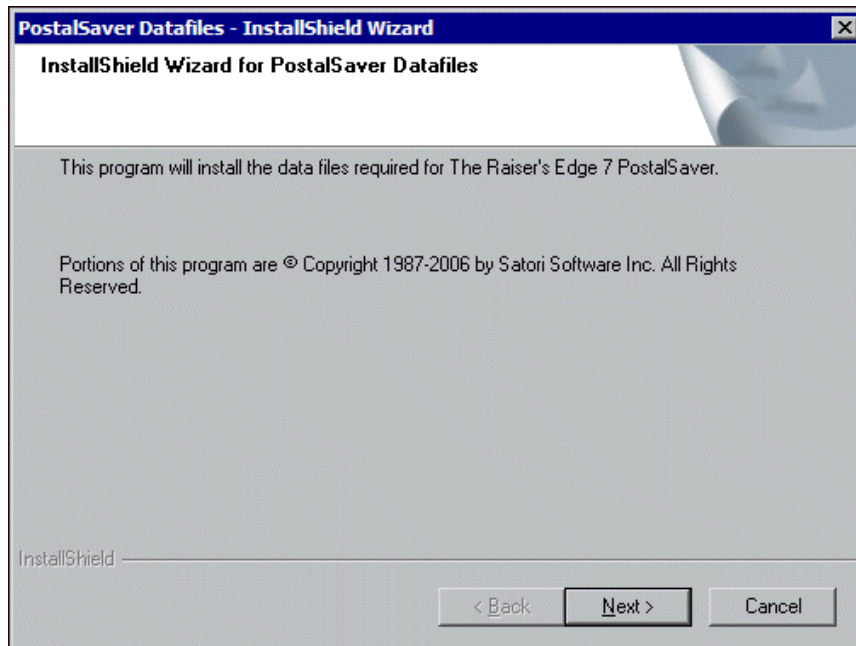 PostalSaver Datafiles - InstallShield Wizard
InstallShield Wizard for PostalSaver Datafiles
This program will install the data files required for The Raiser's Edge 7 PostalSaver.
Portions of this program are © Copyright 1987-2006 by Satori Software Inc. All Rights
Reserved.
InstallShield
< Back
Next >
Cancel